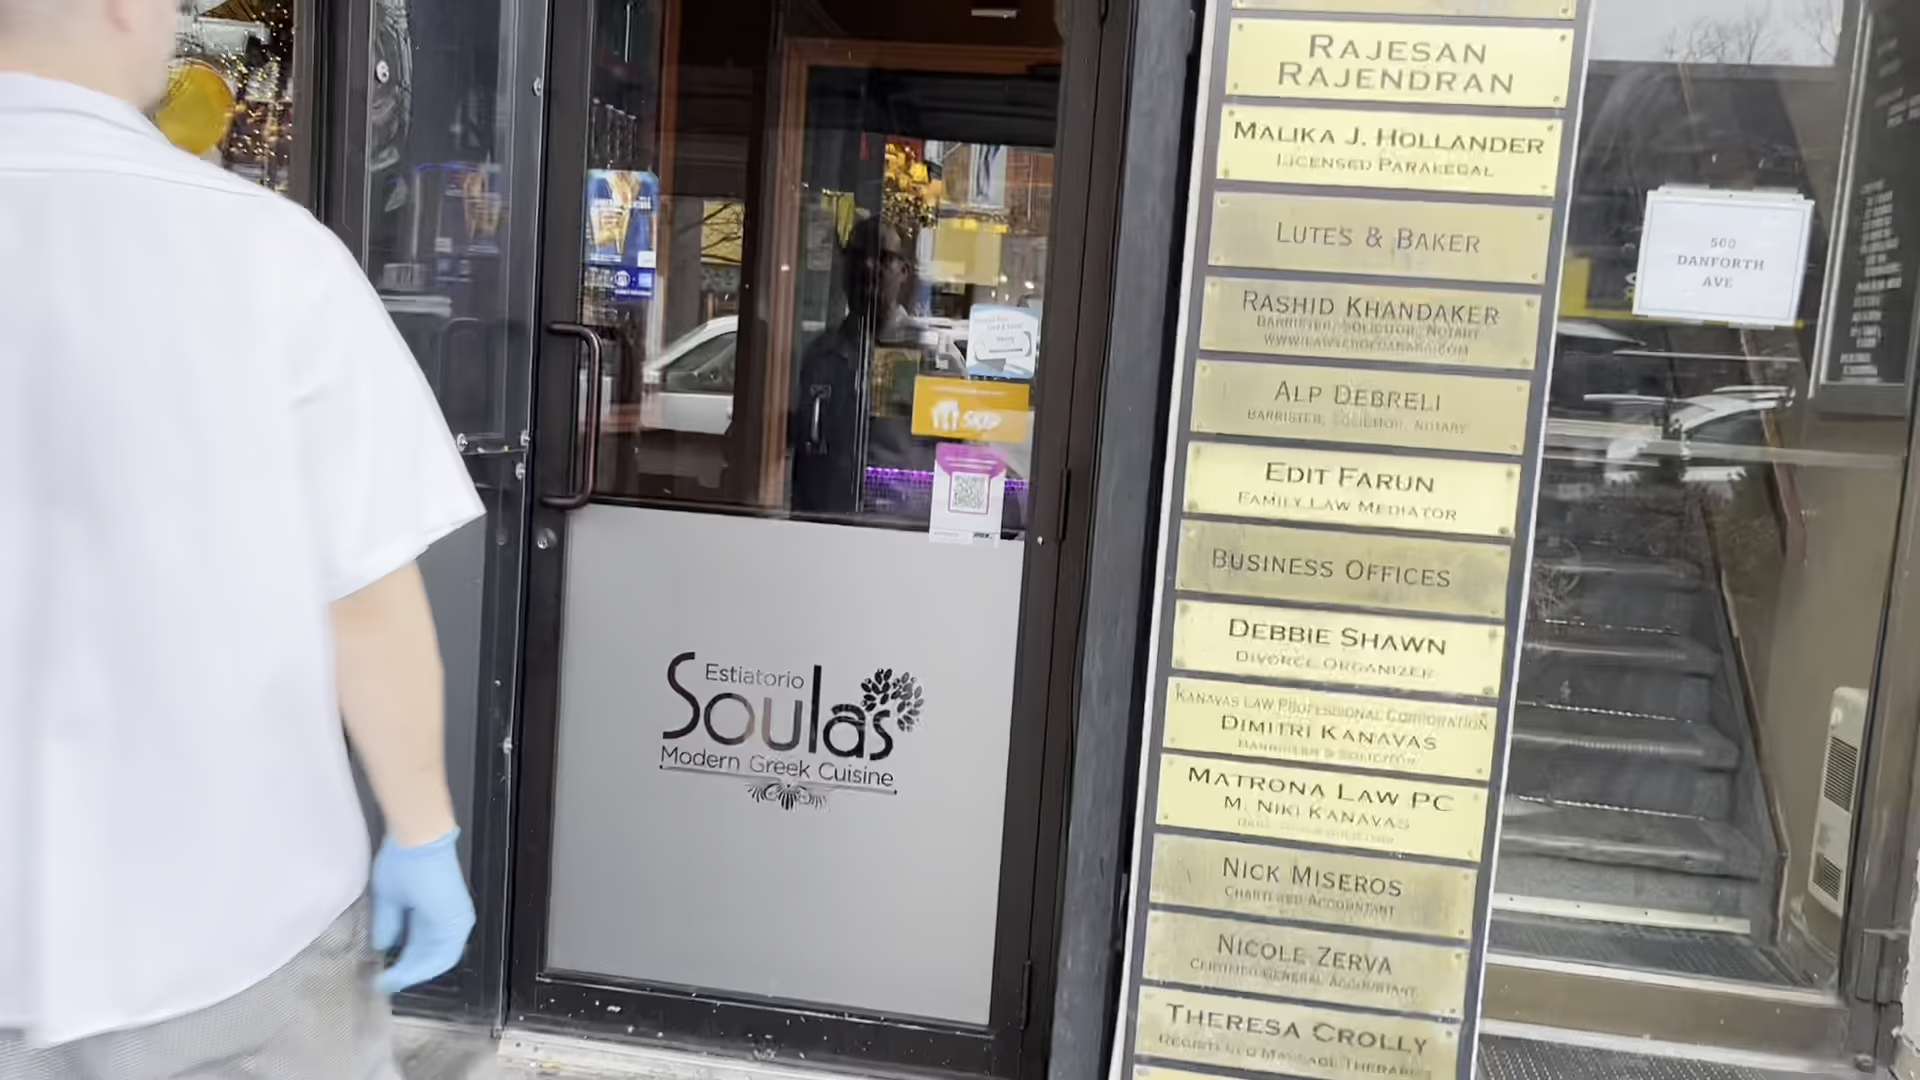 SKIP
Estiatorio
Soulas
Modern Greek Cuisine
RAJESAN
RAJENDRAN
MALIKA J. HOLLANDER
LICENSED PARALEGAL
LUTES & BAKER
RASHID KHANDAKER
BARRISTER, SOLICITOR, NOTARY
ALP DEBRELI
BARRISTER, SOLICITOR, NOTARY
EDIT FARUN
FAMILY LAW MEDIATOR
BUSINESS OFFICES
DEBBIE SHAWN
DIVORCE ORGANIZER
KANAVAS LAW PROFESSIONAL CORPORATION
DIMITRI KANAVAS
BARRISTER & SOLICITOR
MATRONA LAW PC
M. NIKI KANAVAS
NICK MISEROS
CHARTERED ACCOUNTANT
NICOLE ZERVA
CERTIFIED GENERAL ACCOUNTANT
THERESA CROLLY
REGISTERED MASSAGE THERAPIST
500
DANFORTH
AVE